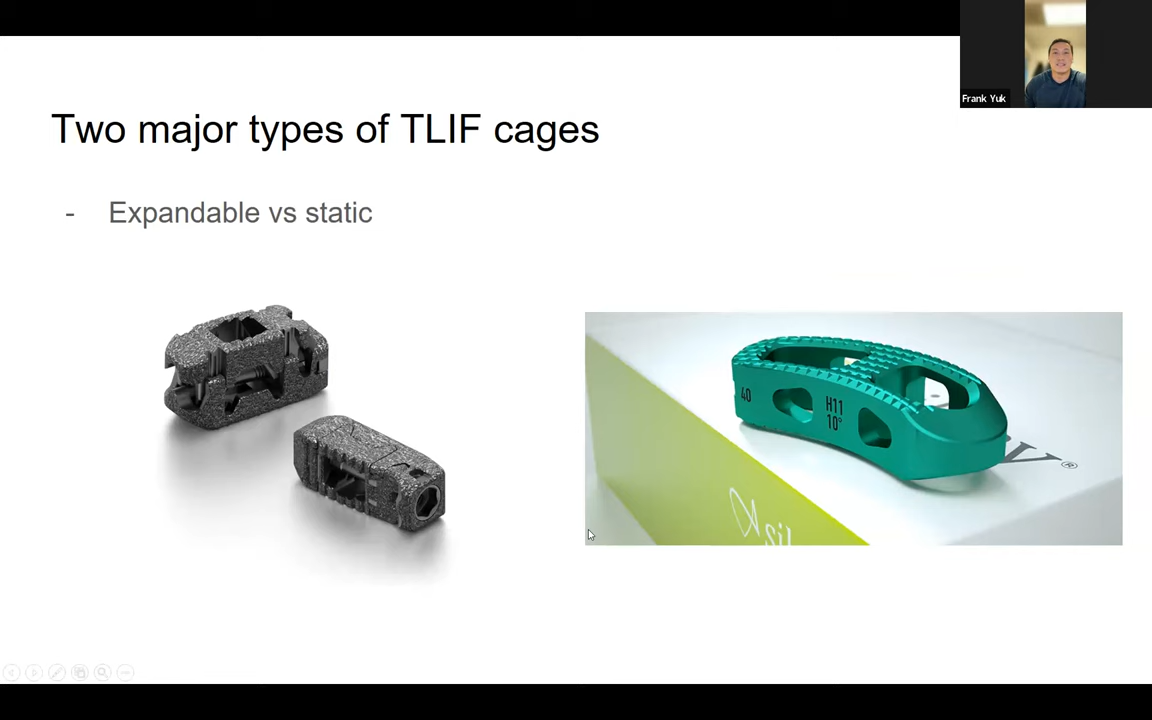 Frank Yuk
Two major types of TLIF cages
- Expandable vs static
40
H11
10°
®